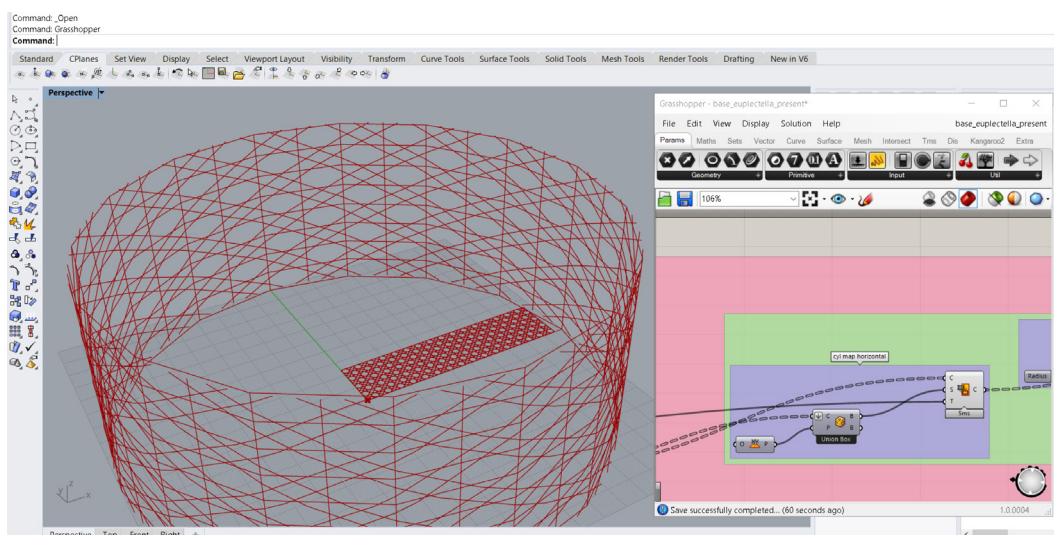 Command: _Open
Command: Grasshopper
Command:
Standard CPlanes Set View Display Select Viewport Layout Visibility Transform Curve Tools Surface Tools Solid Tools Mesh Tools Render Tools Drafting New in V6
Perspective
Grasshopper - base_euplectella_present*
File Edit View Display Solution Help base_euplectella_present
Params Maths Sets Vector Curve Surface Mesh Intersect Trns Dis Kangaroo2 Extra
Geometry + Primitive + Input + Util +
106%
cyl map horizontal
C
S C
T
5ms
Radius
C B
P B
Union Box
O XY P
z
y x
Save successfully completed... (60 seconds ago) 1.0.0004
Perspective Top Front Right +